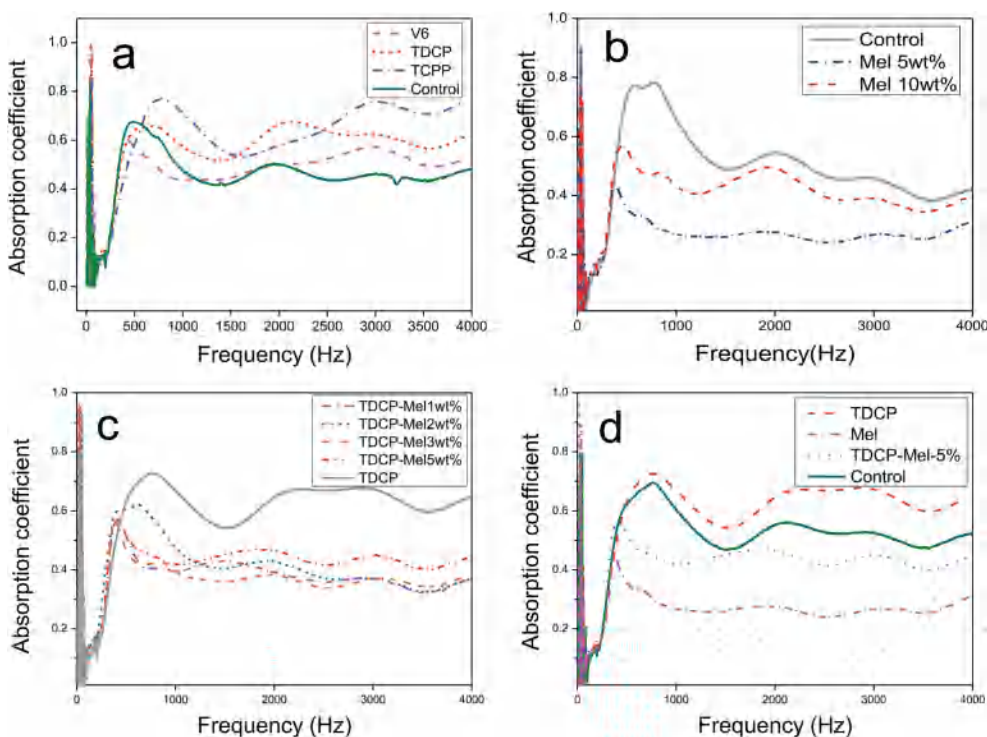 a
V6
TDCP
TCPP
Control
Absorption coefficient
1.0
0.8
0.6
0.4
0.2
0.0
0 500 1000 1500 2000 2500 3000 3500 4000
Frequency (Hz)
b
Control
Mel 5wt%
Mel 10wt%
Absorption coefficient
1.0
0.8
0.6
0.4
0.2
0 1000 2000 3000 4000
Frequency(Hz)
c
TDCP-Mel1wt%
TDCP-Mel2wt%
TDCP-Mel3wt%
TDCP-Mel5wt%
TDCP
Absorption coefficient
1.0
0.8
0.6
0.4
0.2
0 1000 2000 3000 4000
Frequency (Hz)
d
TDCP
Mel
TDCP-Mel-5%
Control
Absorption coefficient
1.0
0.8
0.6
0.4
0.2
0 1000 2000 3000 4000
Frequency (Hz)